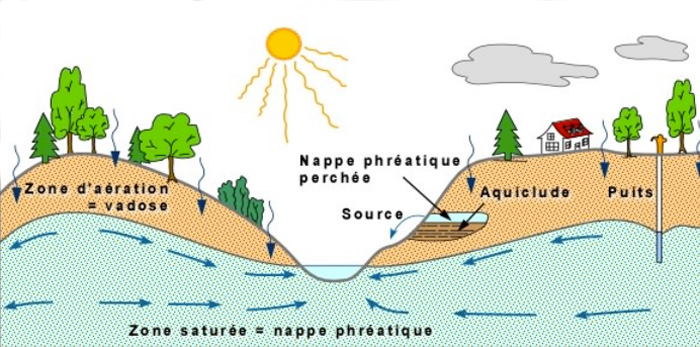 Nappe phréatique
perchée
Zone d'aération
= vadose
Aquiclude
Puits
Source
Zone saturée = nappe phréatique